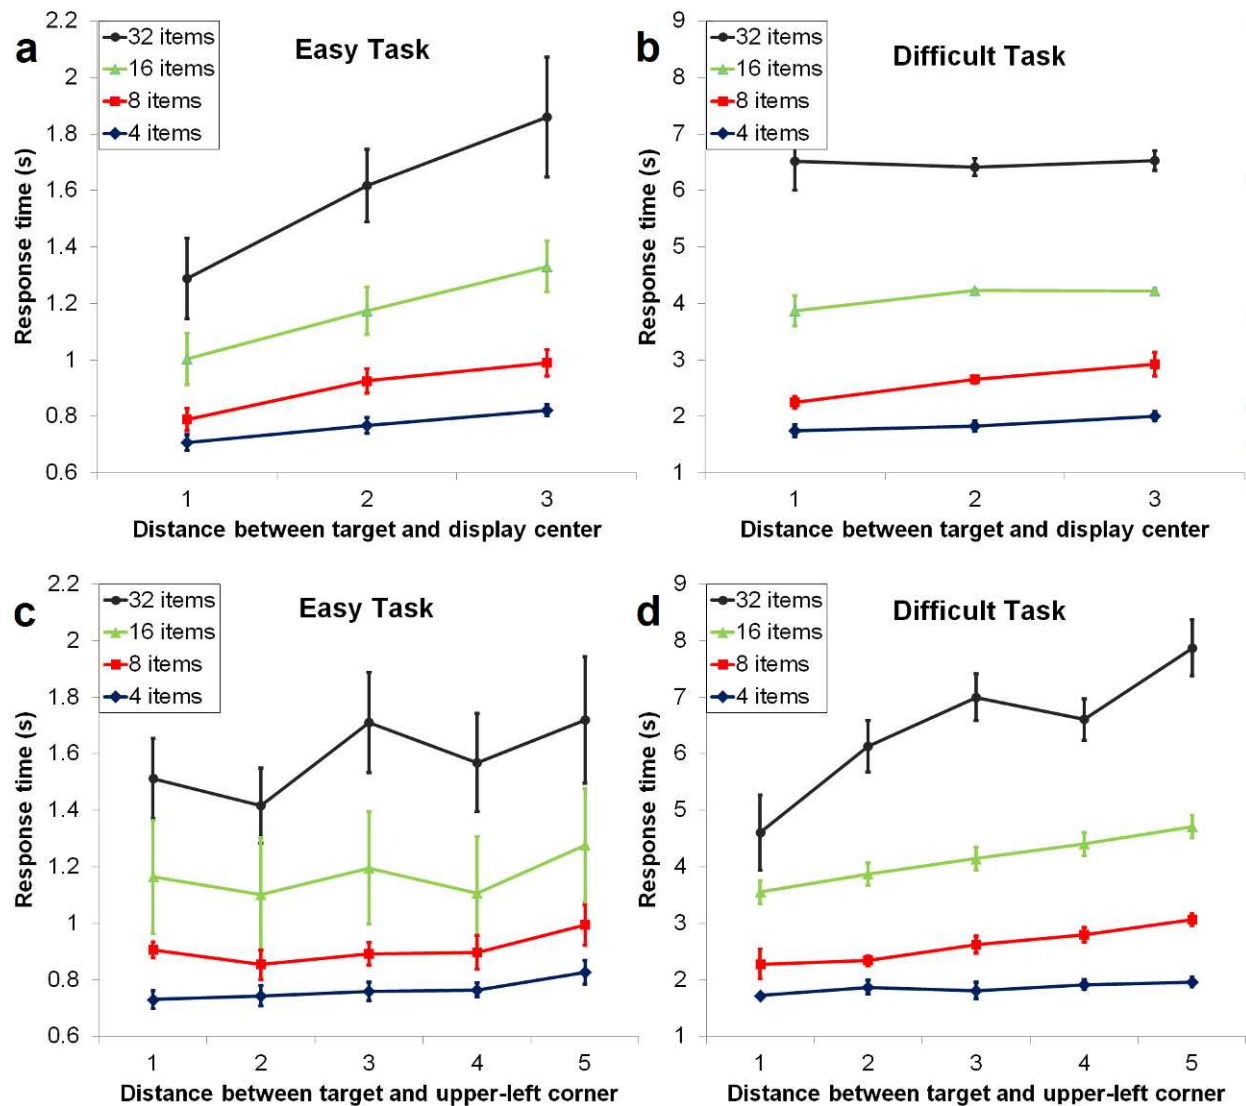 a
Easy Task
32 items
16 items
8 items
4 items
2.2
2
1.8
1.6
1.4
1.2
1
0.8
0.6
Response time (s)
1 2 3
Distance between target and display center
b
Difficult Task
32 items
16 items
8 items
4 items
9
8
7
6
5
4
3
2
1
Response time (s)
1 2 3
Distance between target and display center
c
Easy Task
32 items
16 items
8 items
4 items
2.2
2
1.8
1.6
1.4
1.2
1
0.8
0.6
Response time (s)
1 2 3 4 5
Distance between target and upper-left corner
d
Difficult Task
32 items
16 items
8 items
4 items
9
8
7
6
5
4
3
2
1
Response time (s)
1 2 3 4 5
Distance between target and upper-left corner